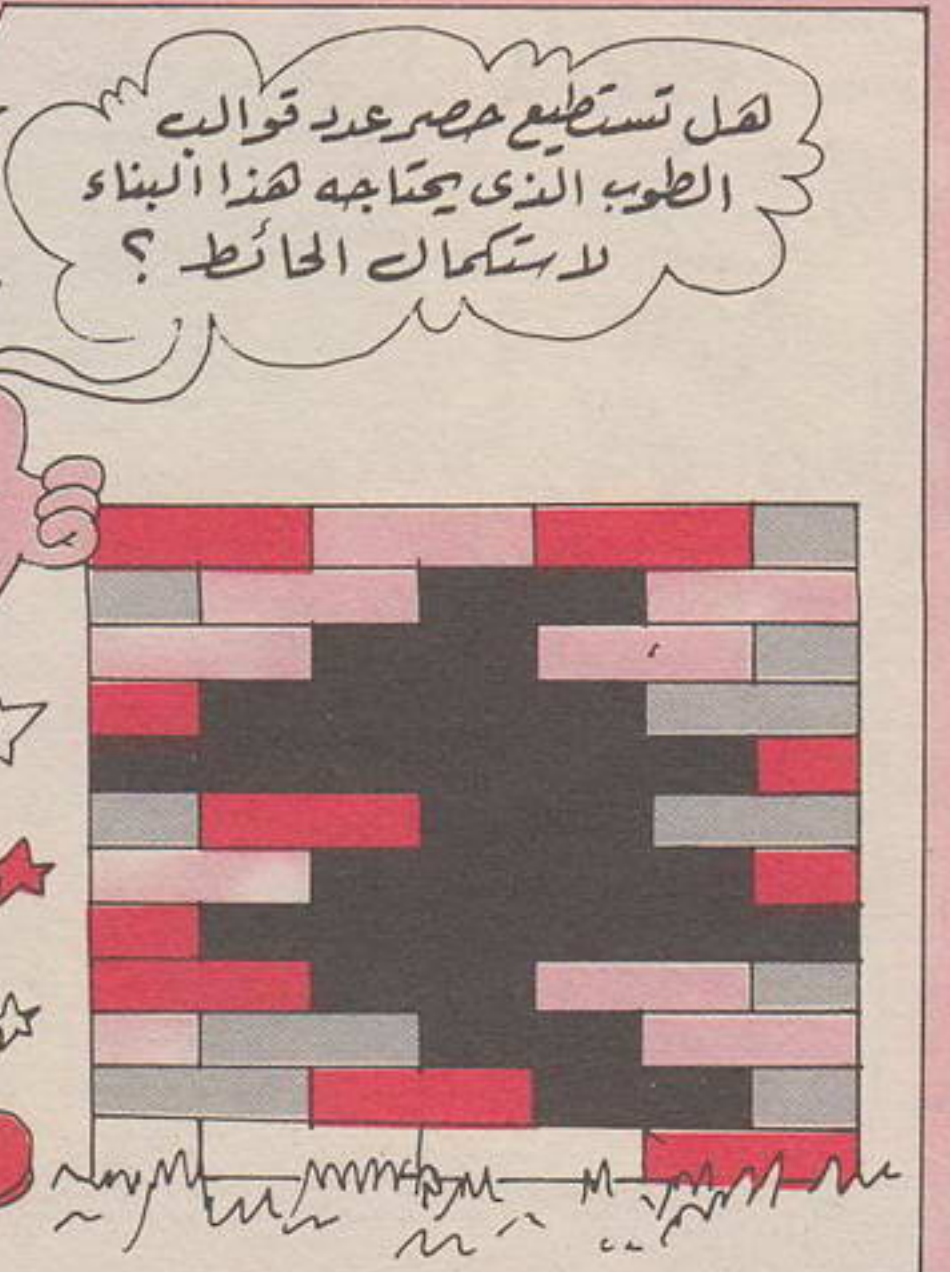 هل تستطيع حصر عدد قوالب
الطوب الذى يحتاجه هذا البناء
لاستكمال الحائط ؟